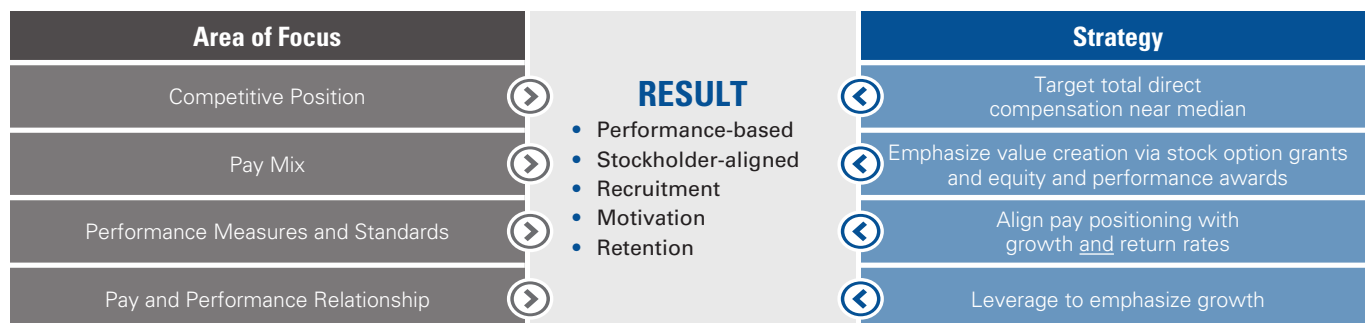 Area of Focus
Competitive Position
Pay Mix
Performance Measures and Standards
Pay and Performance Relationship
RESULT
• Performance-based
• Stockholder-aligned
• Recruitment
• Motivation
• Retention
Strategy
Target total direct
compensation near median
Emphasize value creation via stock option grants
and equity and performance awards
Align pay positioning with
growth and return rates
Leverage to emphasize growth